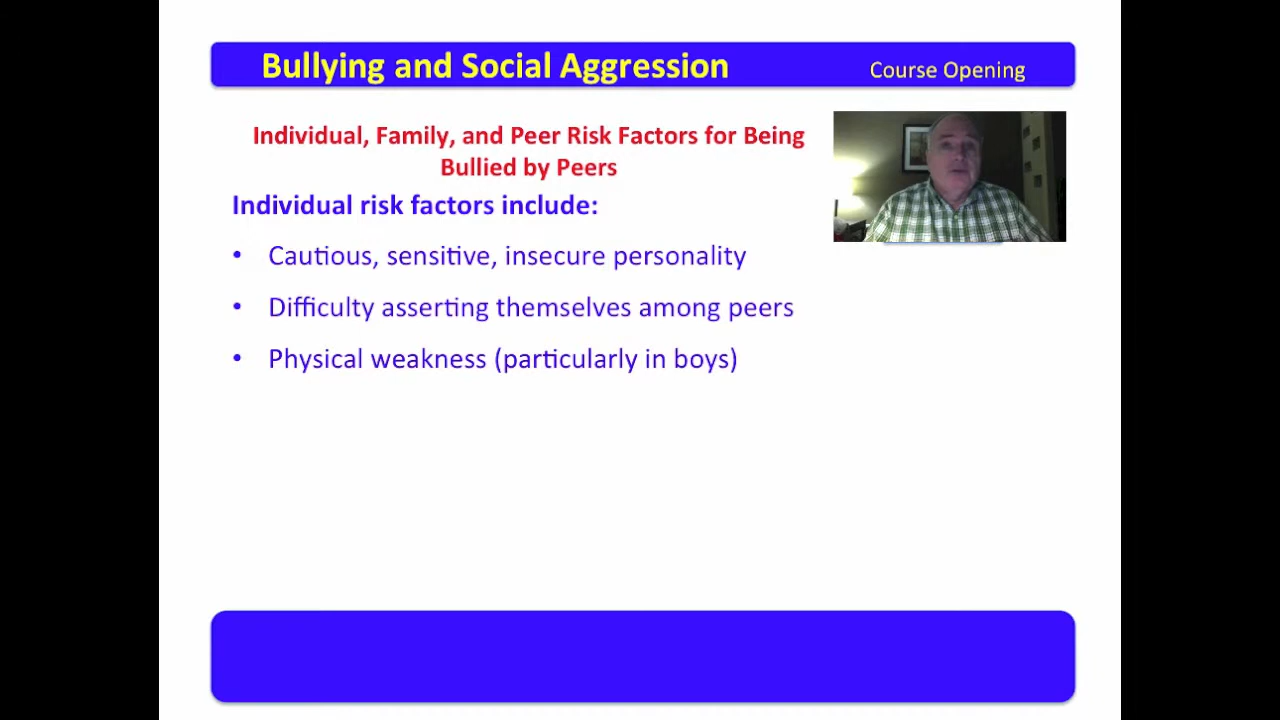 Bullying and Social Aggression
Course Opening
Individual, Family, and Peer Risk Factors for Being
Bullied by Peers
Individual risk factors include:
• Cautious, sensitive, insecure personality
• Difficulty asserting themselves among peers
• Physical weakness (particularly in boys)